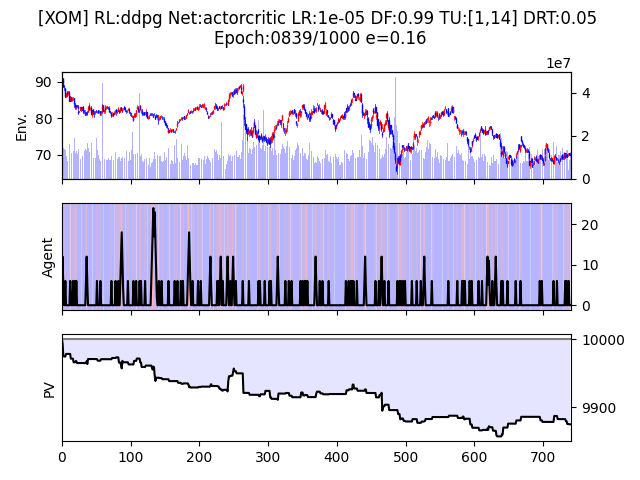 [XOM] RL:ddpg Net:actorcritic LR:1e-05 DF:0.99 TU:[1,14] DRT:0.05
Epoch:0839/1000 e=0.16
1e7
Env.
90
80
70
4
2
0
Agent
20
10
0
PV
10000
9900
0 100 200 300 400 500 600 700